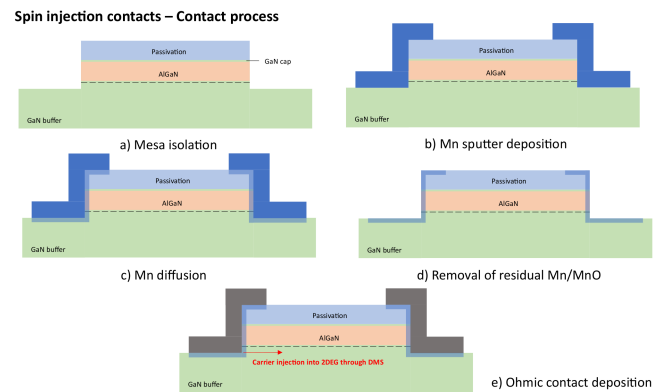 Spin injection contacts – Contact process
Passivation
GaN cap
AlGaN
GaN buffer
a) Mesa isolation
Passivation
AlGaN
GaN buffer
b) Mn sputter deposition
Passivation
AlGaN
GaN buffer
c) Mn diffusion
Passivation
AlGaN
GaN buffer
d) Removal of residual Mn/MnO
Passivation
AlGaN
Carrier injection into 2DEG through DMS
GaN buffer
e) Ohmic contact deposition